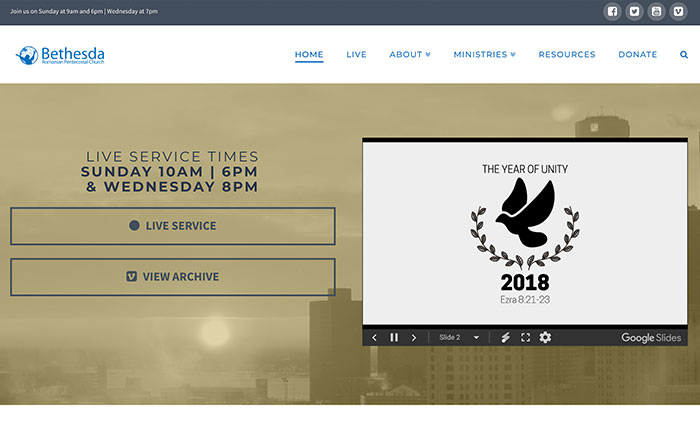 Join us on Sunday at 9am and 6pm | Wednesday at 7pm
Bethesda
Romanian Pentecostal Church
HOME LIVE ABOUT MINISTRIES RESOURCES DONATE
LIVE SERVICE TIMES
SUNDAY 10AM | 6PM
& WEDNESDAY 8PM
LIVE SERVICE
VIEW ARCHIVE
THE YEAR OF UNITY
2018
Ezra 8:21-23
Slide 2
Google Slides